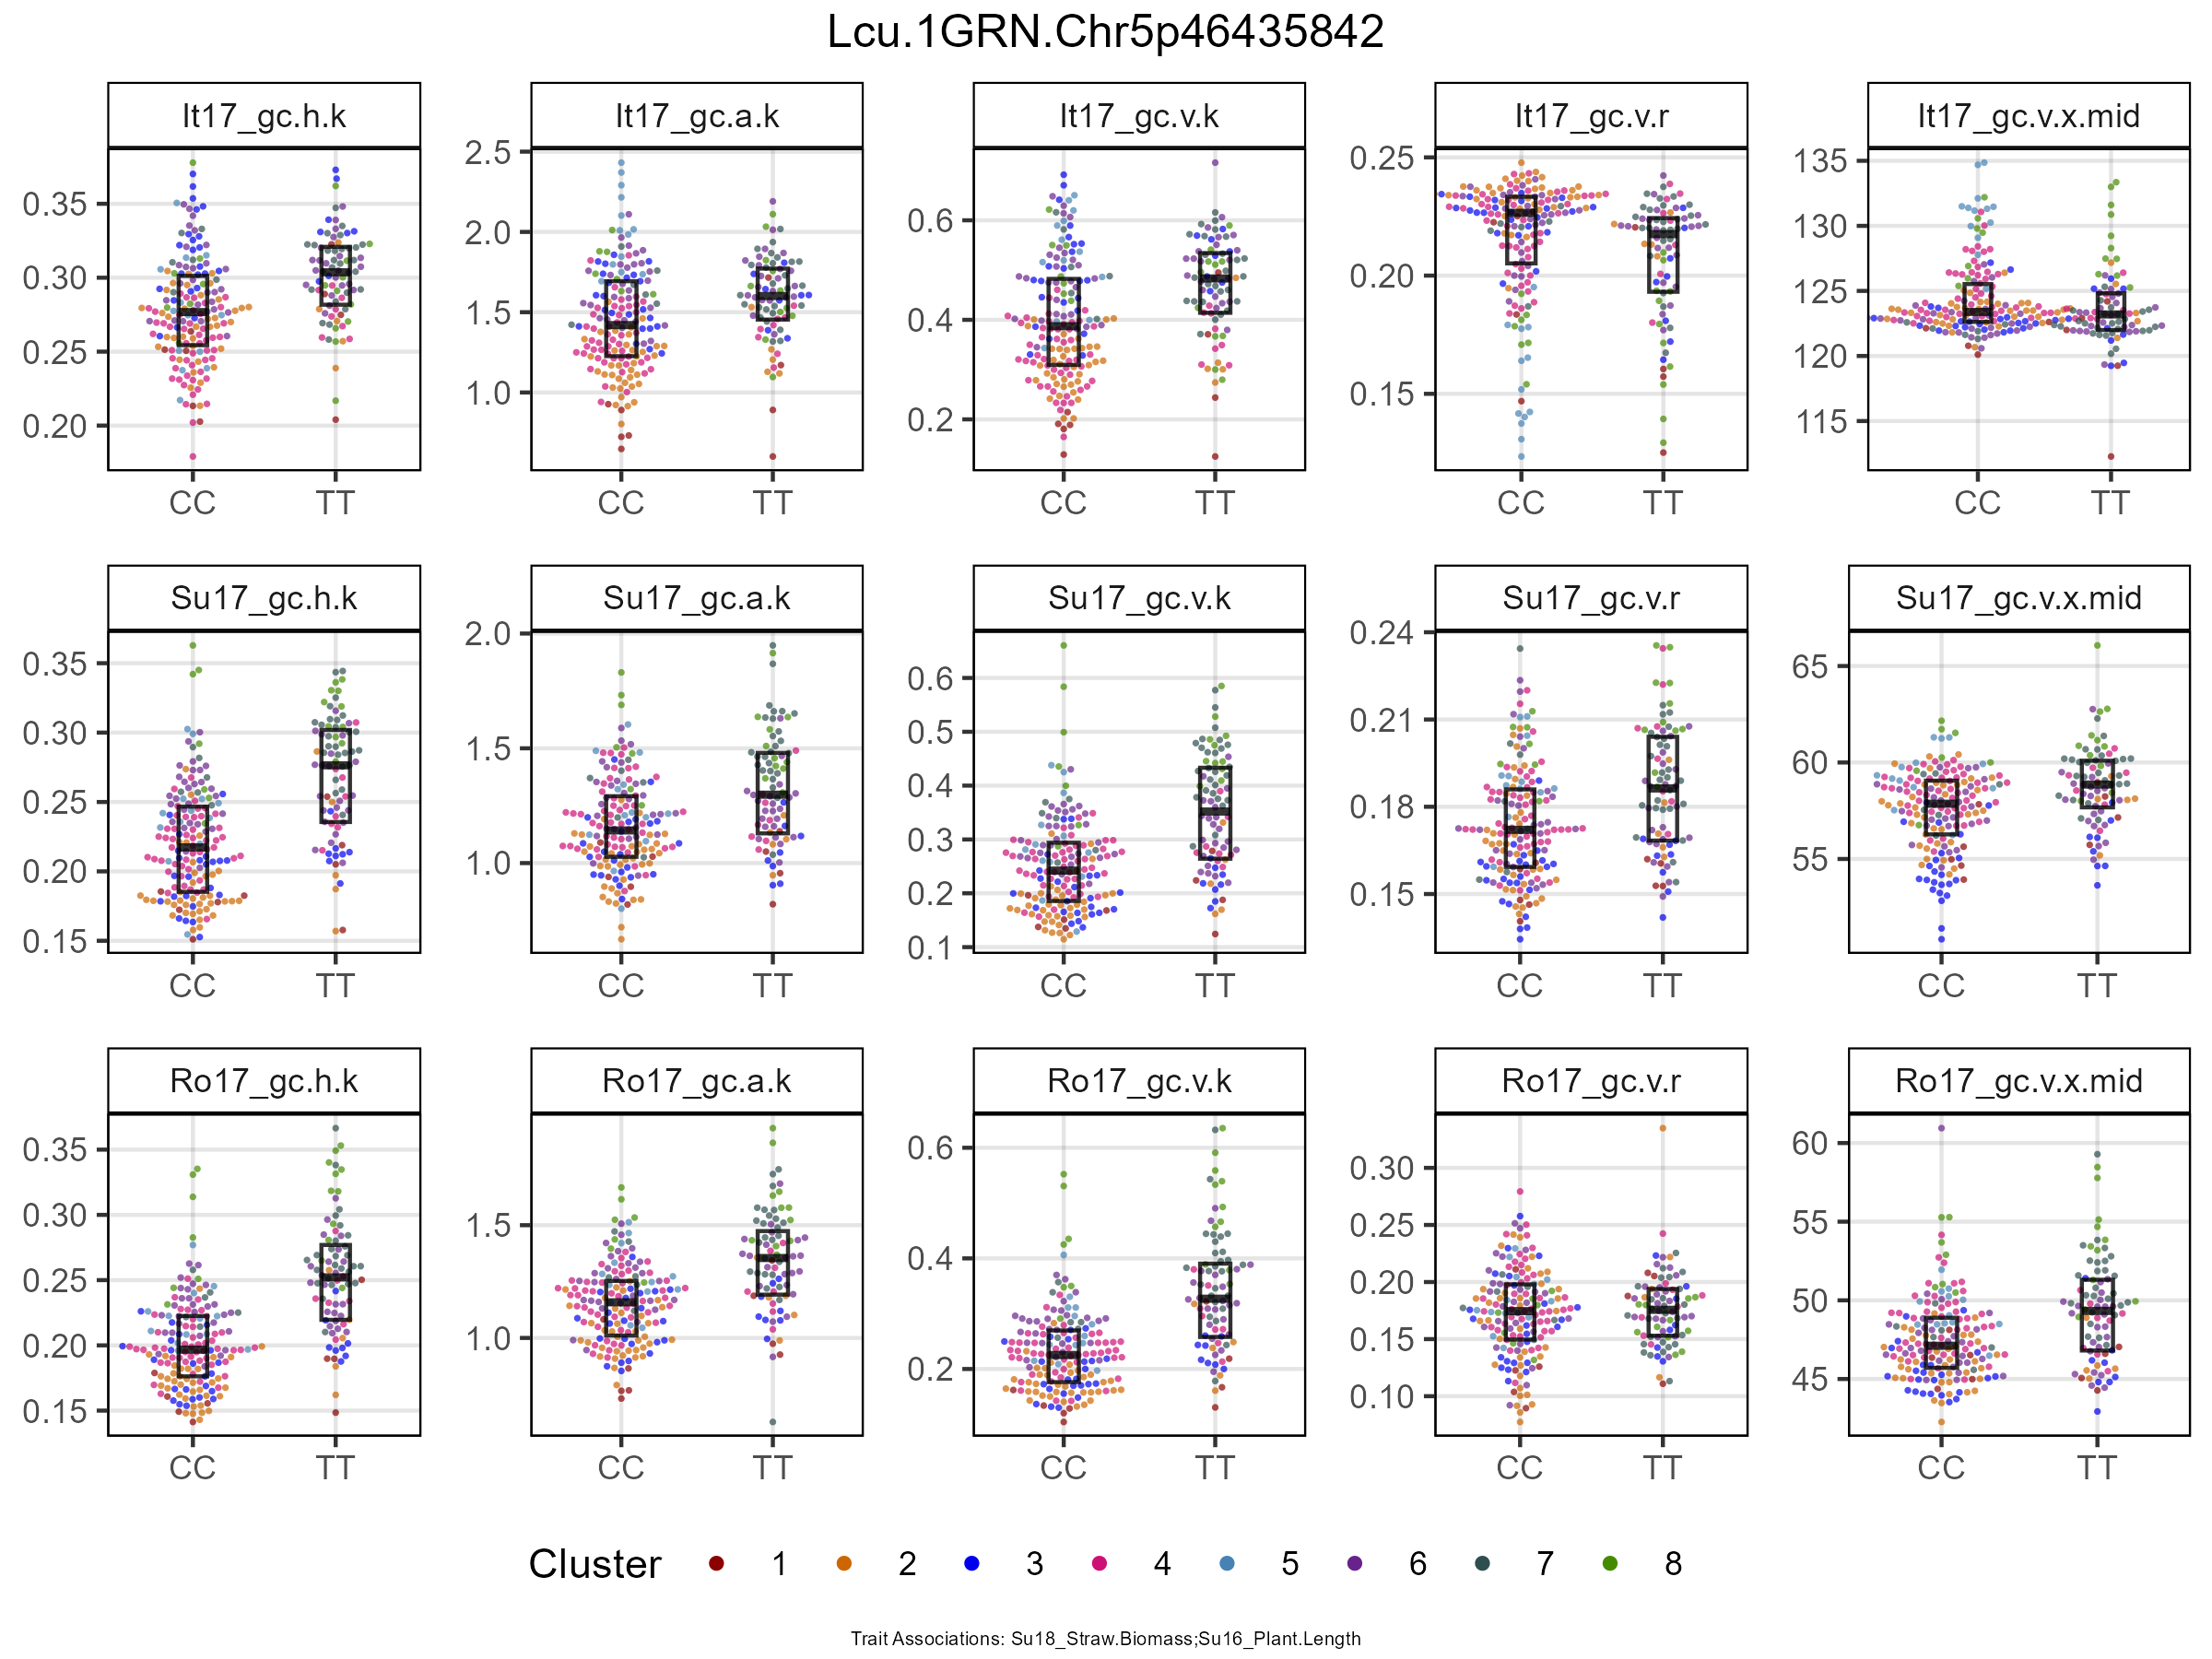 Lcu.1GRN.Chr5p46435842
It17_gc.h.k
It17_gc.a.k
It17_gc.v.k
It17_gc.v.r
It17_gc.v.x.mid
0.35
0.30
0.25
0.20
2.5
2.0
1.5
1.0
0.6
0.4
0.2
0.25
0.20
0.15
135
130
125
120
115
CC TT
CC TT
CC TT
CC TT
CC TT
Su17_gc.h.k
Su17_gc.a.k
Su17_gc.v.k
Su17_gc.v.r
Su17_gc.v.x.mid
0.35
0.30
0.25
0.20
0.15
2.0
1.5
1.0
0.6
0.5
0.4
0.3
0.2
0.1
0.24
0.21
0.18
0.15
65
60
55
CC TT
CC TT
CC TT
CC TT
CC TT
Ro17_gc.h.k
Ro17_gc.a.k
Ro17_gc.v.k
Ro17_gc.v.r
Ro17_gc.v.x.mid
0.35
0.30
0.25
0.20
0.15
1.5
1.0
0.6
0.4
0.2
0.30
0.25
0.20
0.15
0.10
60
55
50
45
CC TT
CC TT
CC TT
CC TT
CC TT
Cluster 1 2 3 4 5 6 7 8
Trait Associations: Su18_Straw.Biomass;Su16_Plant.Length